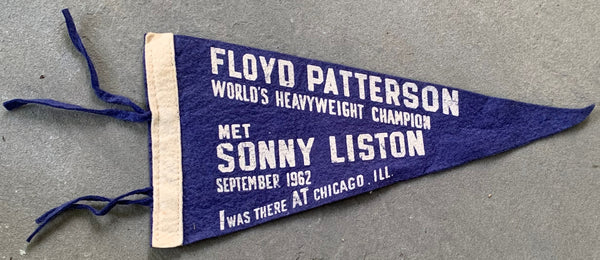 FLOYD PATTERSON
WORLD'S HEAVYWEIGHT CHAMPION
MET
SONNY LISTON
SEPTEMBER 1962
I WAS THERE AT CHICAGO. ILL.